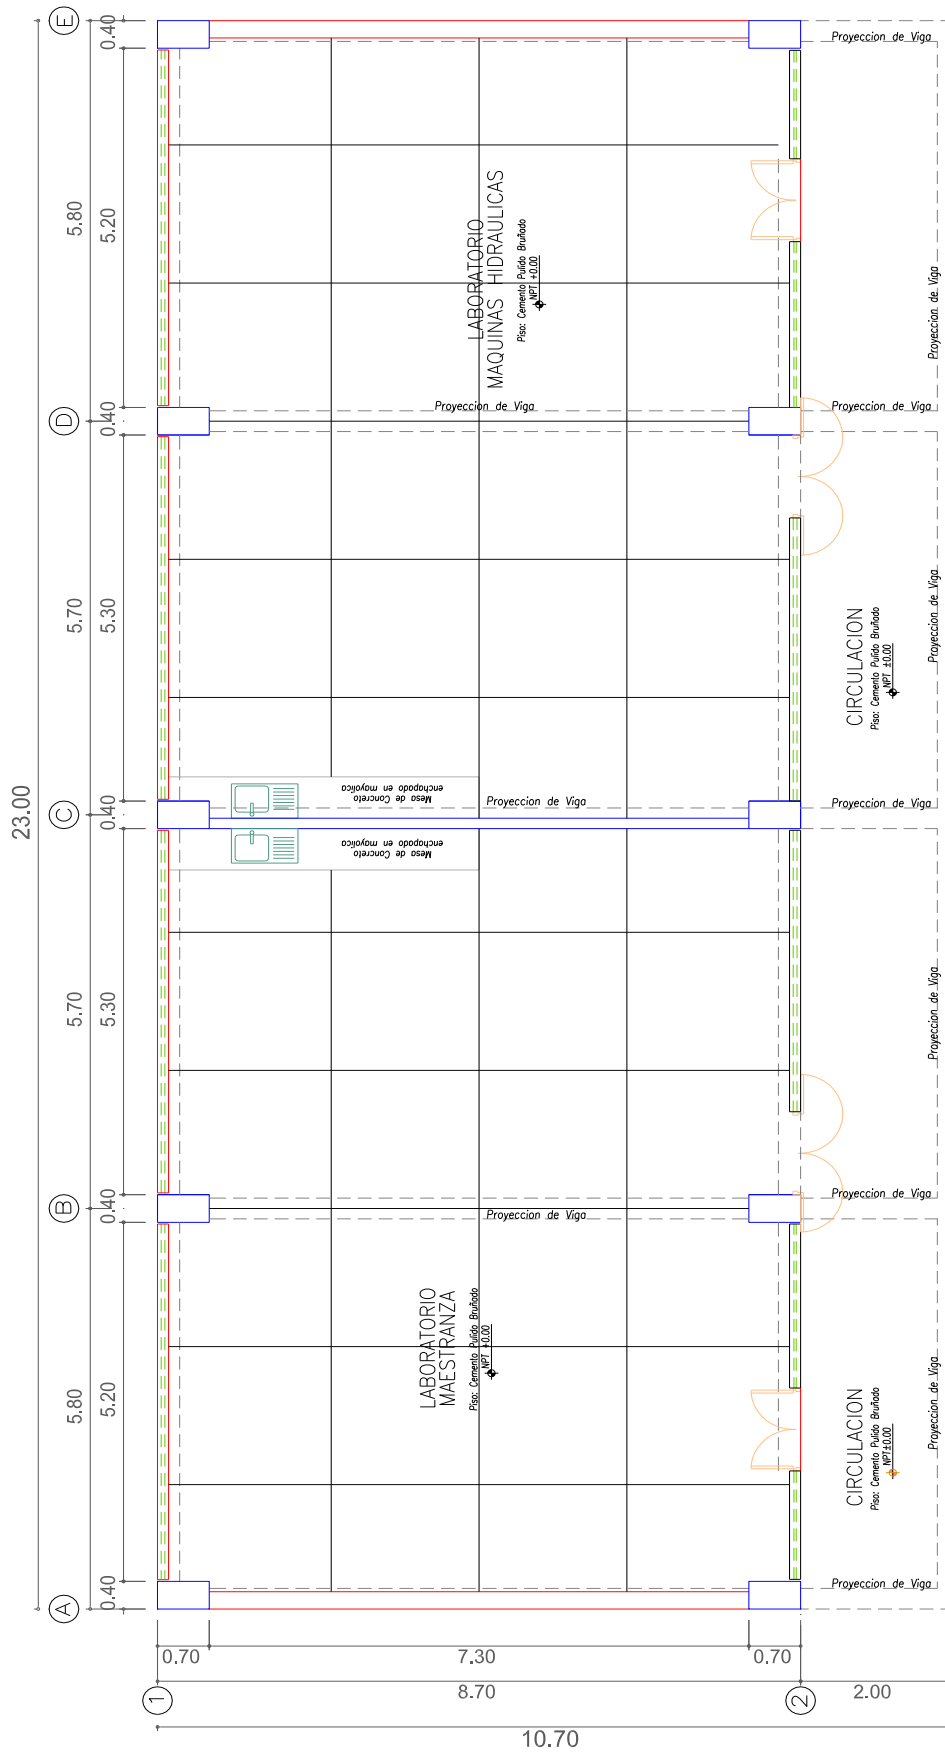 E
0.40
5.80
5.20
D
0.40
5.70
5.30
23.00
C
0.40
5.70
5.30
B
0.40
5.80
5.20
A
0.40
Proyeccion de Viga
LABORATORIO
MAQUINAS HIDRAULICAS
Piso: Cemento Pulido Bruñado
NPT ±0.00
Proyeccion de Viga
Proyeccion de Viga
Proyeccion de Viga
CIRCULACION
Piso: Cemento Pulido Bruñado
NPT ±0.00
Proyeccion de Viga
Mesa de Concreto
enchapado en mayolica
Proyeccion de Viga
Proyeccion de Viga
Mesa de Concreto
enchapado en mayolica
Proyeccion de Viga
Proyeccion de Viga
Proyeccion de Viga
LABORATORIO
MAESTRANZA
Piso: Cemento Pulido Bruñado
NPT ±0.00
CIRCULACION
Piso: Cemento Pulido Bruñado
NPT±0.00
Proyeccion de Viga
Proyeccion de Viga
0.70 7.30 0.70
1 8.70 2 2.00
10.70